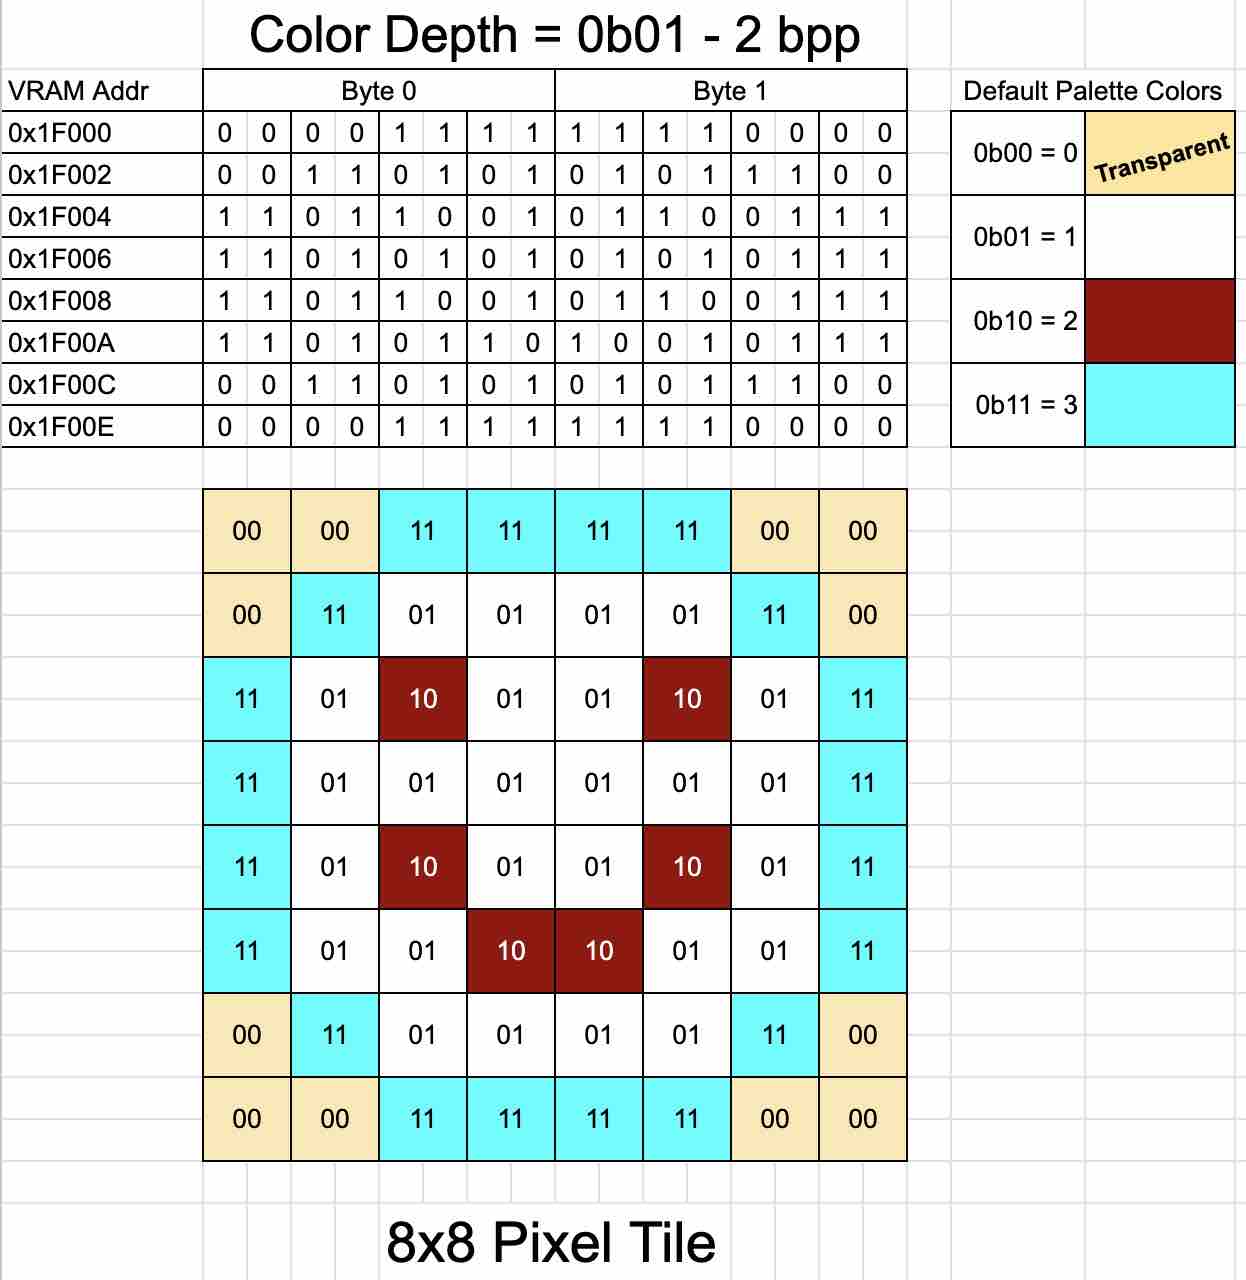 Color Depth = 0b01 - 2 bpp
VRAM Addr Byte 0 Byte 1
0x1F000 0 0 0 0 1 1 1 1 1 1 1 1 0 0 0 0
0x1F002 0 0 1 1 0 1 0 1 0 1 0 1 1 1 0 0
0x1F004 1 1 0 1 1 0 0 1 0 1 1 0 0 1 1 1
0x1F006 1 1 0 1 0 1 0 1 0 1 0 1 0 1 1 1
0x1F008 1 1 0 1 1 0 0 1 0 1 1 0 0 1 1 1
0x1F00A 1 1 0 1 0 1 1 0 1 0 0 1 0 1 1 1
0x1F00C 0 0 1 1 0 1 0 1 0 1 0 1 1 1 0 0
0x1F00E 0 0 0 0 1 1 1 1 1 1 1 1 0 0 0 0
Default Palette Colors
0b00 = 0 Transparent
0b01 = 1
0b10 = 2
0b11 = 3
00 00 11 11 11 11 00 00
00 11 01 01 01 01 11 00
11 01 10 01 01 10 01 11
11 01 01 01 01 01 01 11
11 01 10 01 01 10 01 11
11 01 01 10 10 01 01 11
00 11 01 01 01 01 11 00
00 00 11 11 11 11 00 00
8x8 Pixel Tile